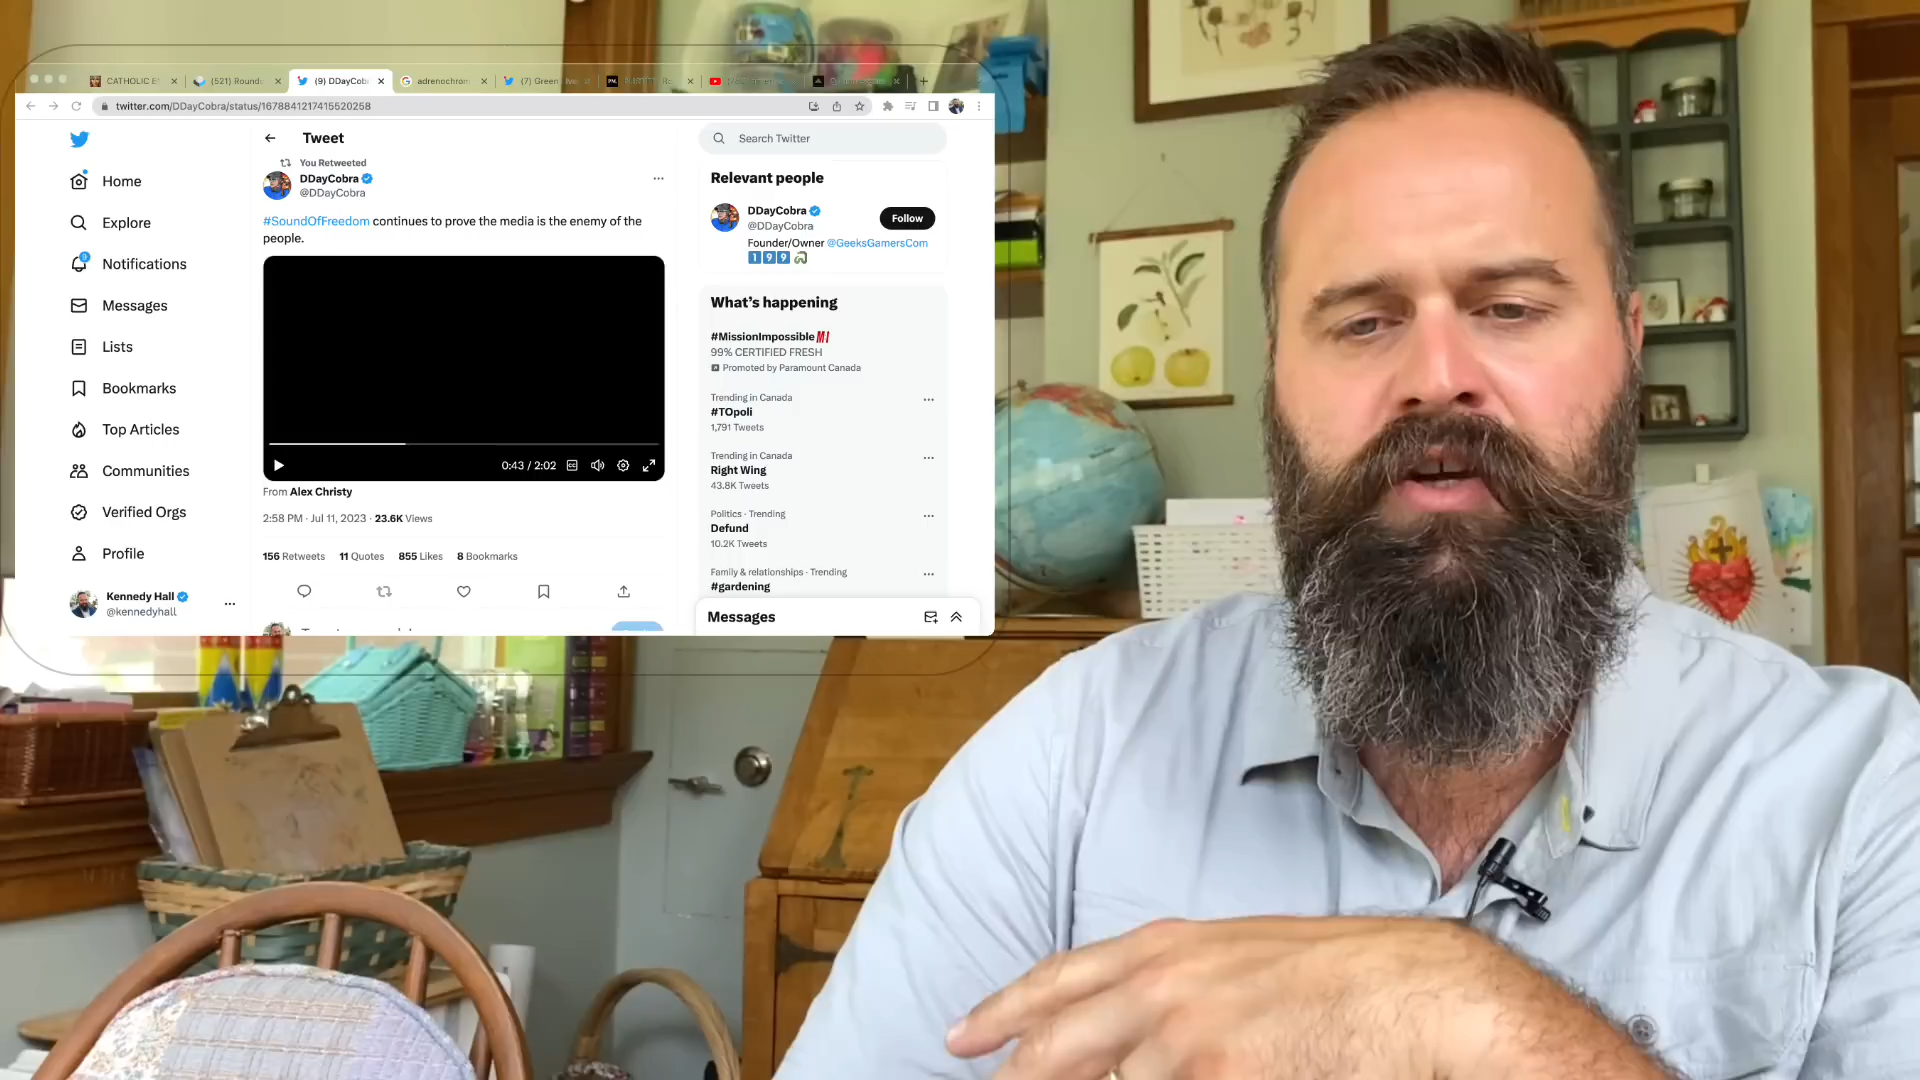 CATHOLIC E
(521) Round
(9) DDayCob
adrenochrom
(7) Green
twitter.com/DDayCobra/status/1678841217415520258
Tweet
Search Twitter
You Retweeted
DDayCobra
@DDayCobra
#SoundOfFreedom continues to prove the media is the enemy of the
people.
0:43 / 2:02
From Alex Christy
2:58 PM · Jul 11, 2023 · 23.6K Views
156 Retweets 11 Quotes 855 Likes 8 Bookmarks
Home
Explore
Notifications
Messages
Lists
Bookmarks
Top Articles
Communities
Verified Orgs
Profile
Kennedy Hall
@kennedyhall
Relevant people
DDayCobra
@DDayCobra
Follow
Founder/Owner @GeeksGamersCom
199
What's happening
#MissionImpossible MI
99% CERTIFIED FRESH
Promoted by Paramount Canada
Trending in Canada
#TOpoli
1,791 Tweets
Trending in Canada
Right Wing
43.8K Tweets
Politics · Trending
Defund
10.2K Tweets
Family & relationships · Trending
#gardening
Messages